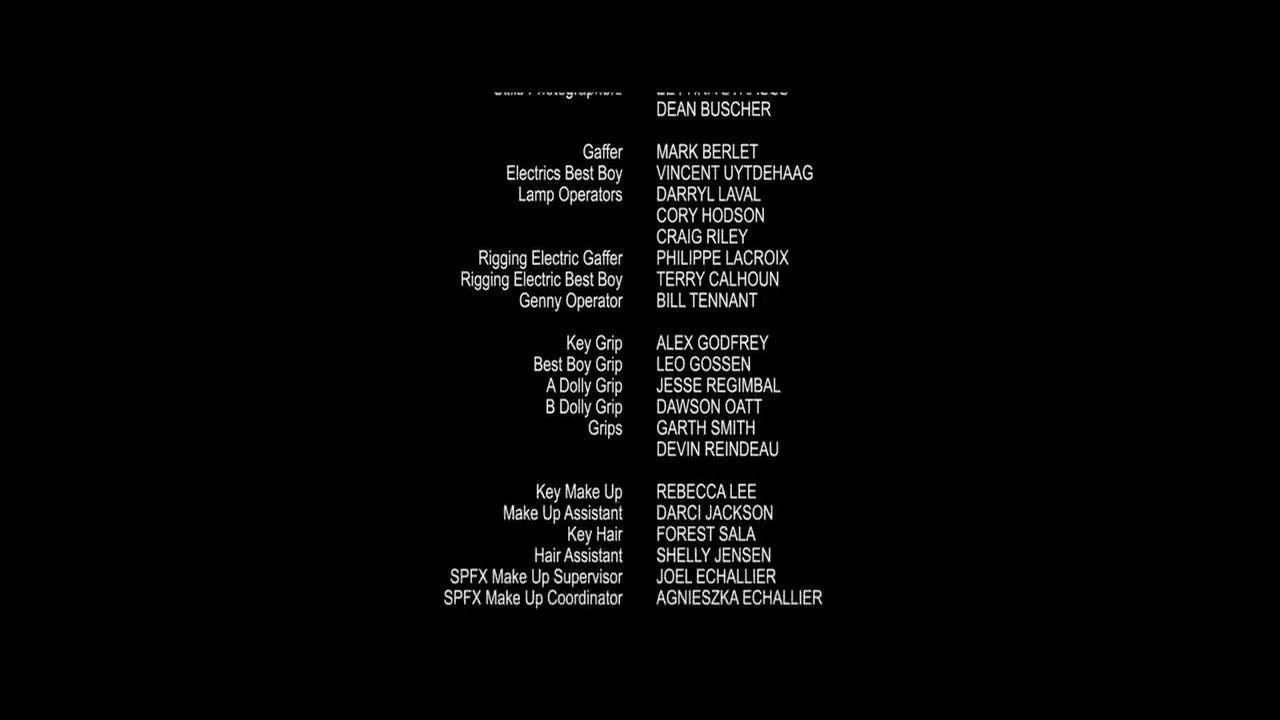 DEAN BUSCHER
Gaffer MARK BERLET
Electrics Best Boy VINCENT UYTDEHAAG
Lamp Operators DARRYL LAVAL
CORY HODSON
CRAIG RILEY
Rigging Electric Gaffer PHILIPPE LACROIX
Rigging Electric Best Boy TERRY CALHOUN
Genny Operator BILL TENNANT
Key Grip ALEX GODFREY
Best Boy Grip LEO GOSSEN
A Dolly Grip JESSE REGIMBAL
B Dolly Grip DAWSON OATT
Grips GARTH SMITH
DEVIN REINDEAU
Key Make Up REBECCA LEE
Make Up Assistant DARCI JACKSON
Key Hair FOREST SALA
Hair Assistant SHELLY JENSEN
SPFX Make Up Supervisor JOEL ECHALLIER
SPFX Make Up Coordinator AGNIESZKA ECHALLIER